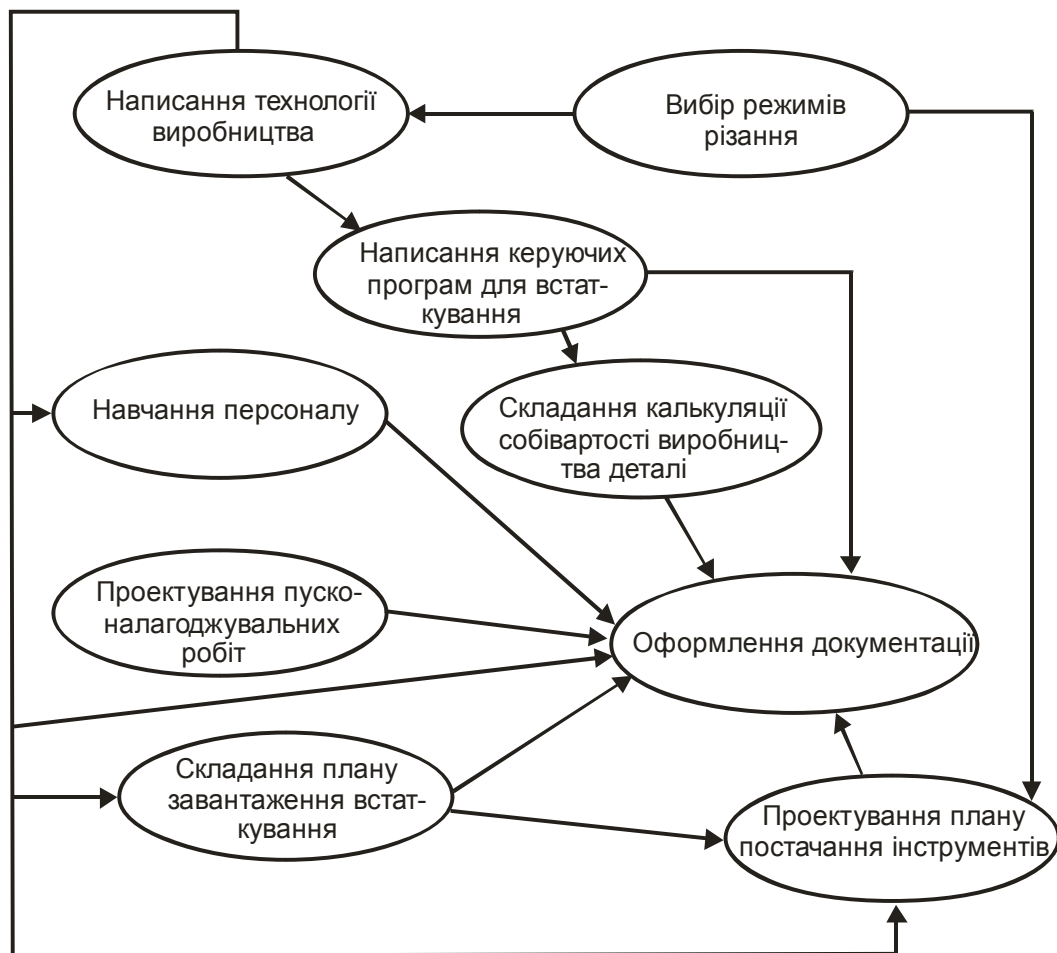 Написання технології
виробництва
Вибір режимів
різання
Написання керуючих
програм для встат-
кування
Навчання персоналу
Складання калькуляції
собівартості виробниц-
тва деталі
Проектування пуско-
налагоджувальних
робіт
Оформлення документації
Складання плану
завантаження встат-
кування
Проектування плану
постачання інструментів